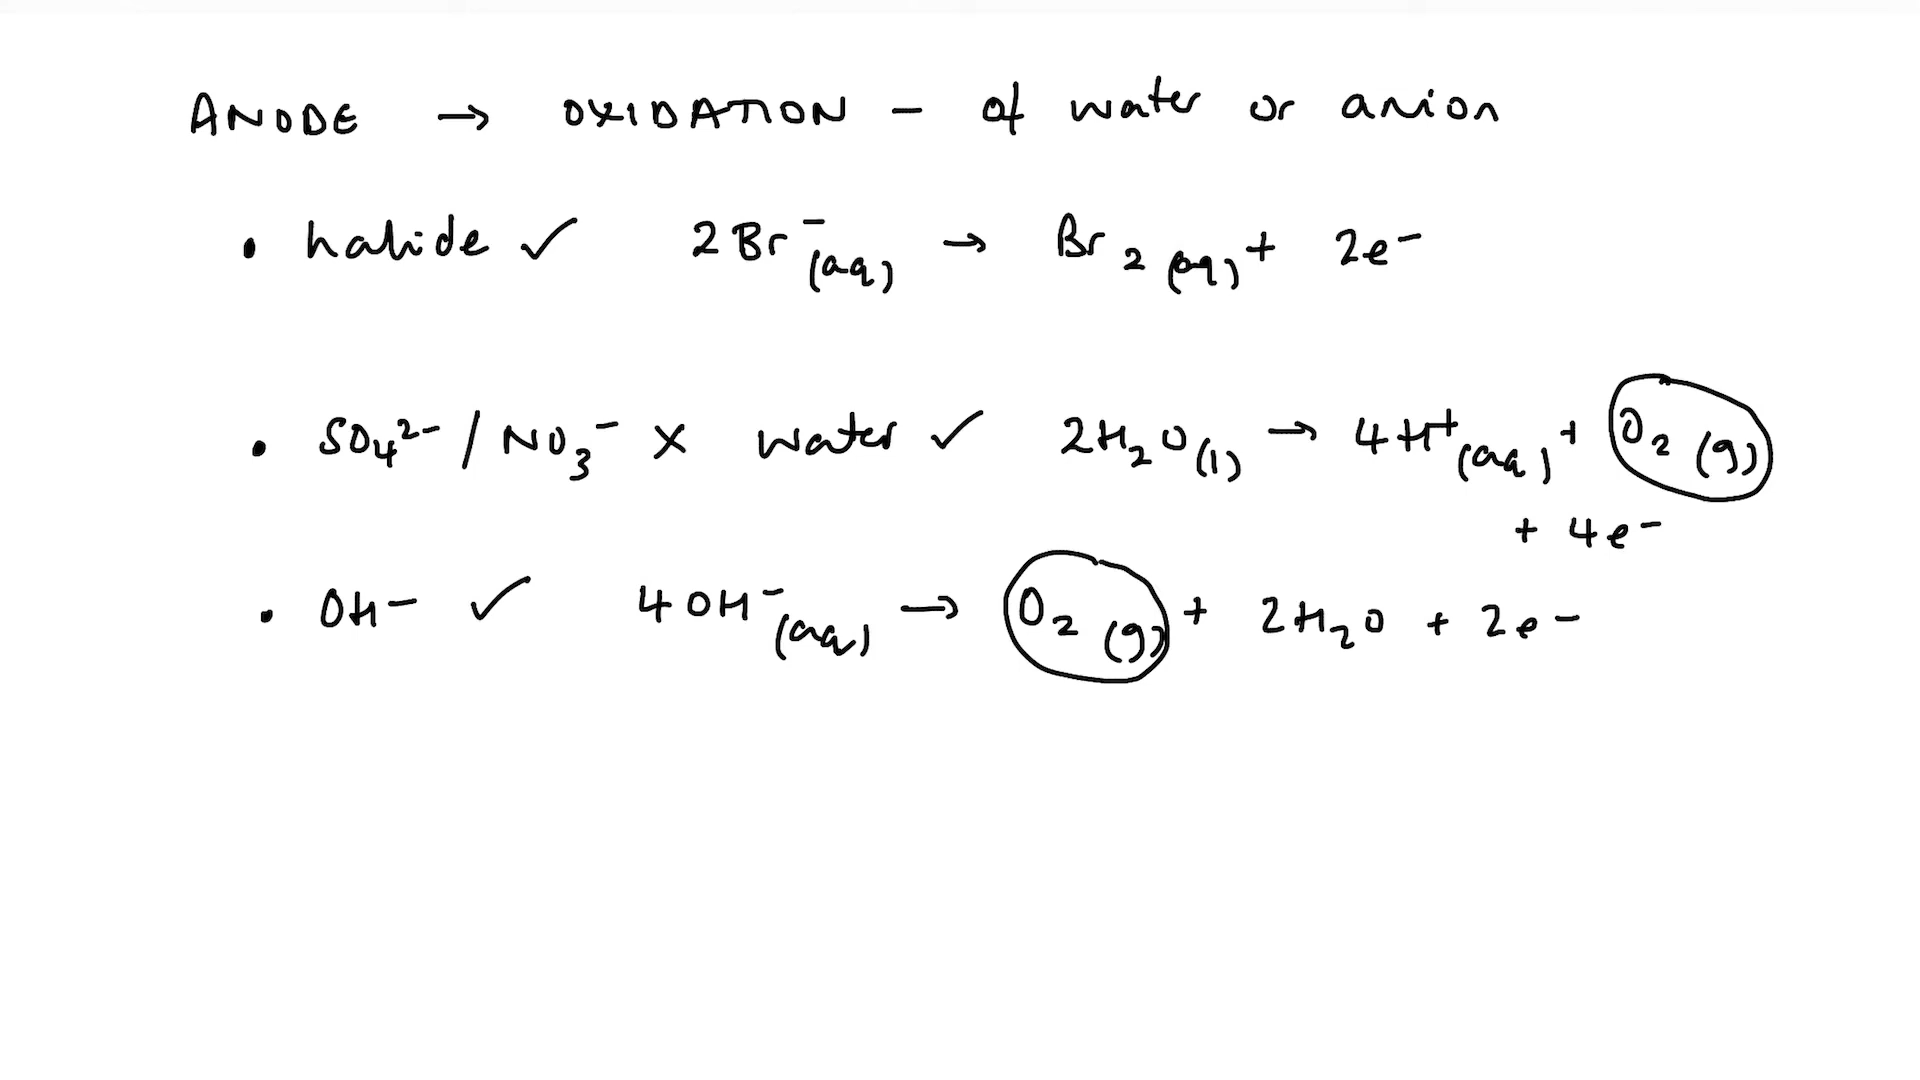 ANODE → OXIDATION – of water or anion
• halide ✓ 2Br⁻(aq) → Br₂(aq) + 2e⁻
• SO₄²⁻ / NO₃⁻ × water ✓ 2H₂O(l) → 4H⁺(aq) + O₂(g)
+ 4e⁻
• OH⁻ ✓ 4OH⁻(aq) → O₂(g) + 2H₂O + 2e⁻